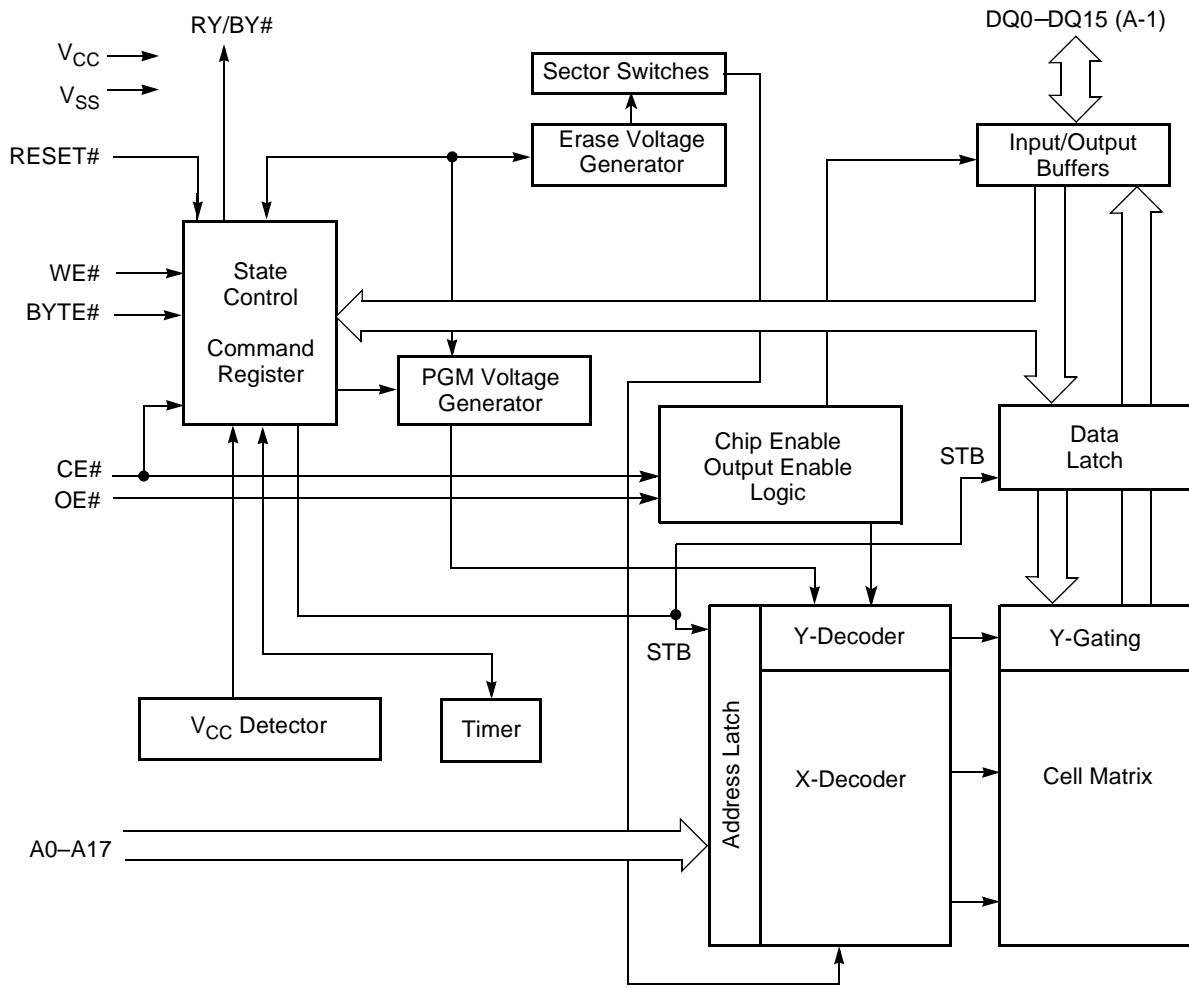 RY/BY#
DQ0–DQ15 (A-1)
VCC
VSS
Sector Switches
Erase Voltage
Generator
Input/Output
Buffers
RESET#
WE#
BYTE#
State
Control
Command
Register
PGM Voltage
Generator
Chip Enable
Output Enable
Logic
Data
Latch
STB
CE#
OE#
STB
Y-Decoder
Y-Gating
VCC Detector
Timer
Address Latch
X-Decoder
Cell Matrix
A0–A17